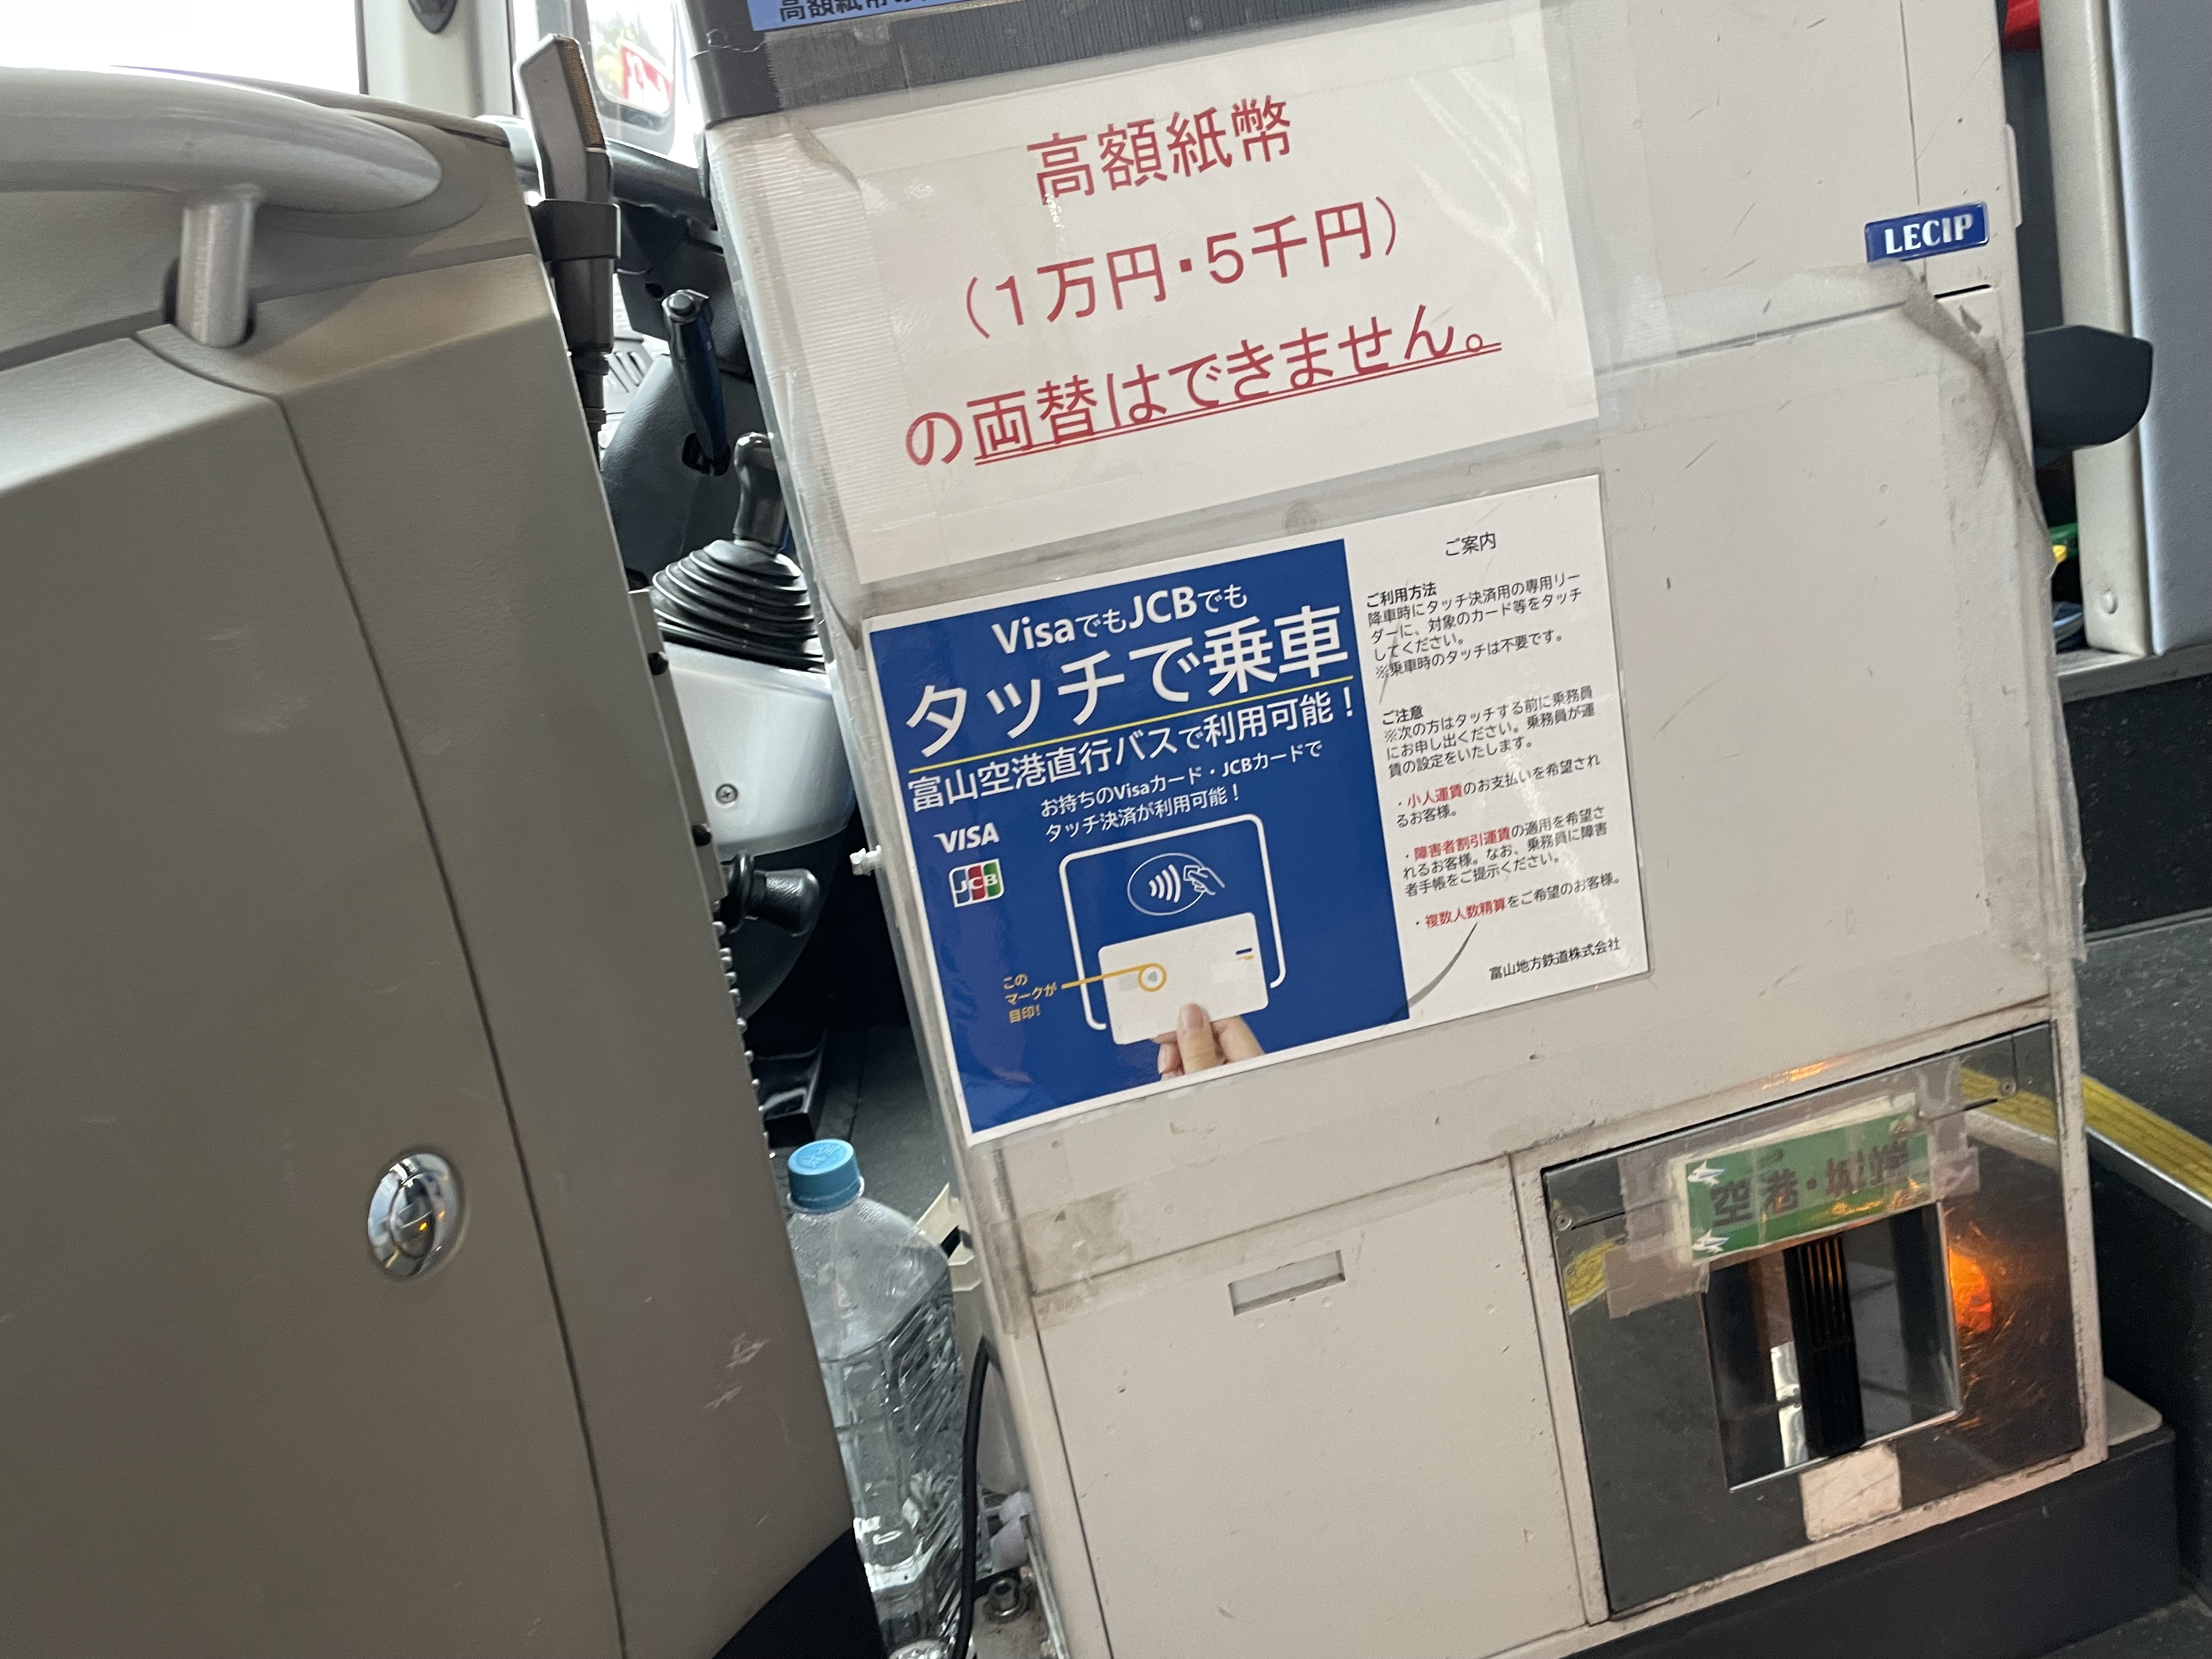 高額紙幣
高額紙幣
(1万円・5千円)
の両替はできません。
LECIP
VisaでもJCBでも
タッチで乗車
富山空港直行バスで利用可能！
お持ちのVisaカード・JCBカードで
タッチ決済が利用可能！
VISA
JCB
この
マークが
目印！
ご案内
ご利用方法
降車時にタッチ決済用の専用リー
ダーに、対象のカード等をタッチ
してください。
※乗車時のタッチは不要です。
ご注意
※次の方はタッチする前に乗務員
にお申し出ください。乗務員が運
賃の設定をいたします。
・小人運賃のお支払いを希望され
るお客様。
・障害者割引運賃の適用を希望さ
れるお客様。なお、乗務員に障害
者手帳をご提示ください。
・複数人数精算をご希望のお客様。
富山地方鉄道株式会社
空港・城端